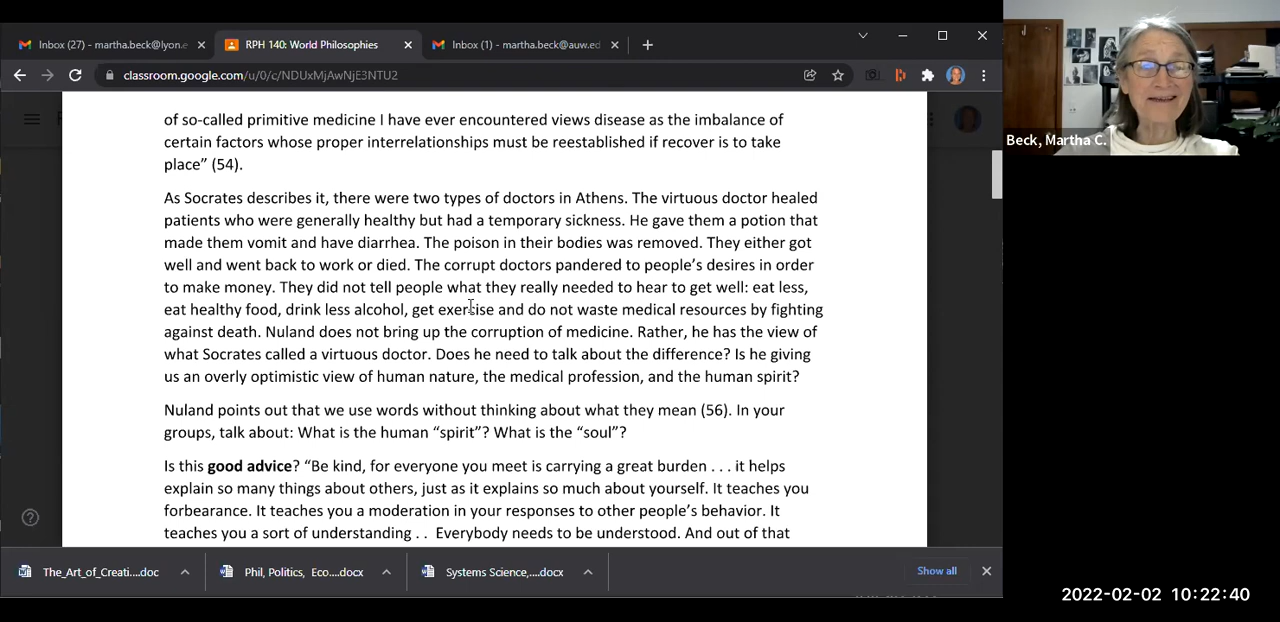 Inbox (27) - martha.beck@lyon.e
RPH 140: World Philosophies
Inbox (1) - martha.beck@auw.ed
classroom.google.com/u/0/c/NDUxMjAwNjE3NTU2
of so-called primitive medicine I have ever encountered views disease as the imbalance of
certain factors whose proper interrelationships must be reestablished if recover is to take
place” (54).
As Socrates describes it, there were two types of doctors in Athens. The virtuous doctor healed
patients who were generally healthy but had a temporary sickness. He gave them a potion that
made them vomit and have diarrhea. The poison in their bodies was removed. They either got
well and went back to work or died. The corrupt doctors pandered to people’s desires in order
to make money. They did not tell people what they really needed to hear to get well: eat less,
eat healthy food, drink less alcohol, get exercise and do not waste medical resources by fighting
against death. Nuland does not bring up the corruption of medicine. Rather, he has the view of
what Socrates called a virtuous doctor. Does he need to talk about the difference? Is he giving
us an overly optimistic view of human nature, the medical profession, and the human spirit?
Nuland points out that we use words without thinking about what they mean (56). In your
groups, talk about: What is the human “spirit”? What is the “soul”?
Is this good advice? “Be kind, for everyone you meet is carrying a great burden . . . it helps
explain so many things about others, just as it explains so much about yourself. It teaches you
forbearance. It teaches you a moderation in your responses to other people’s behavior. It
teaches you a sort of understanding . .  Everybody needs to be understood. And out of that
The_Art_of_Creati....doc
Phil, Politics,  Eco....docx
Systems Science,....docx
Show all
Beck, Martha C.
2022-02-02 10:22:40